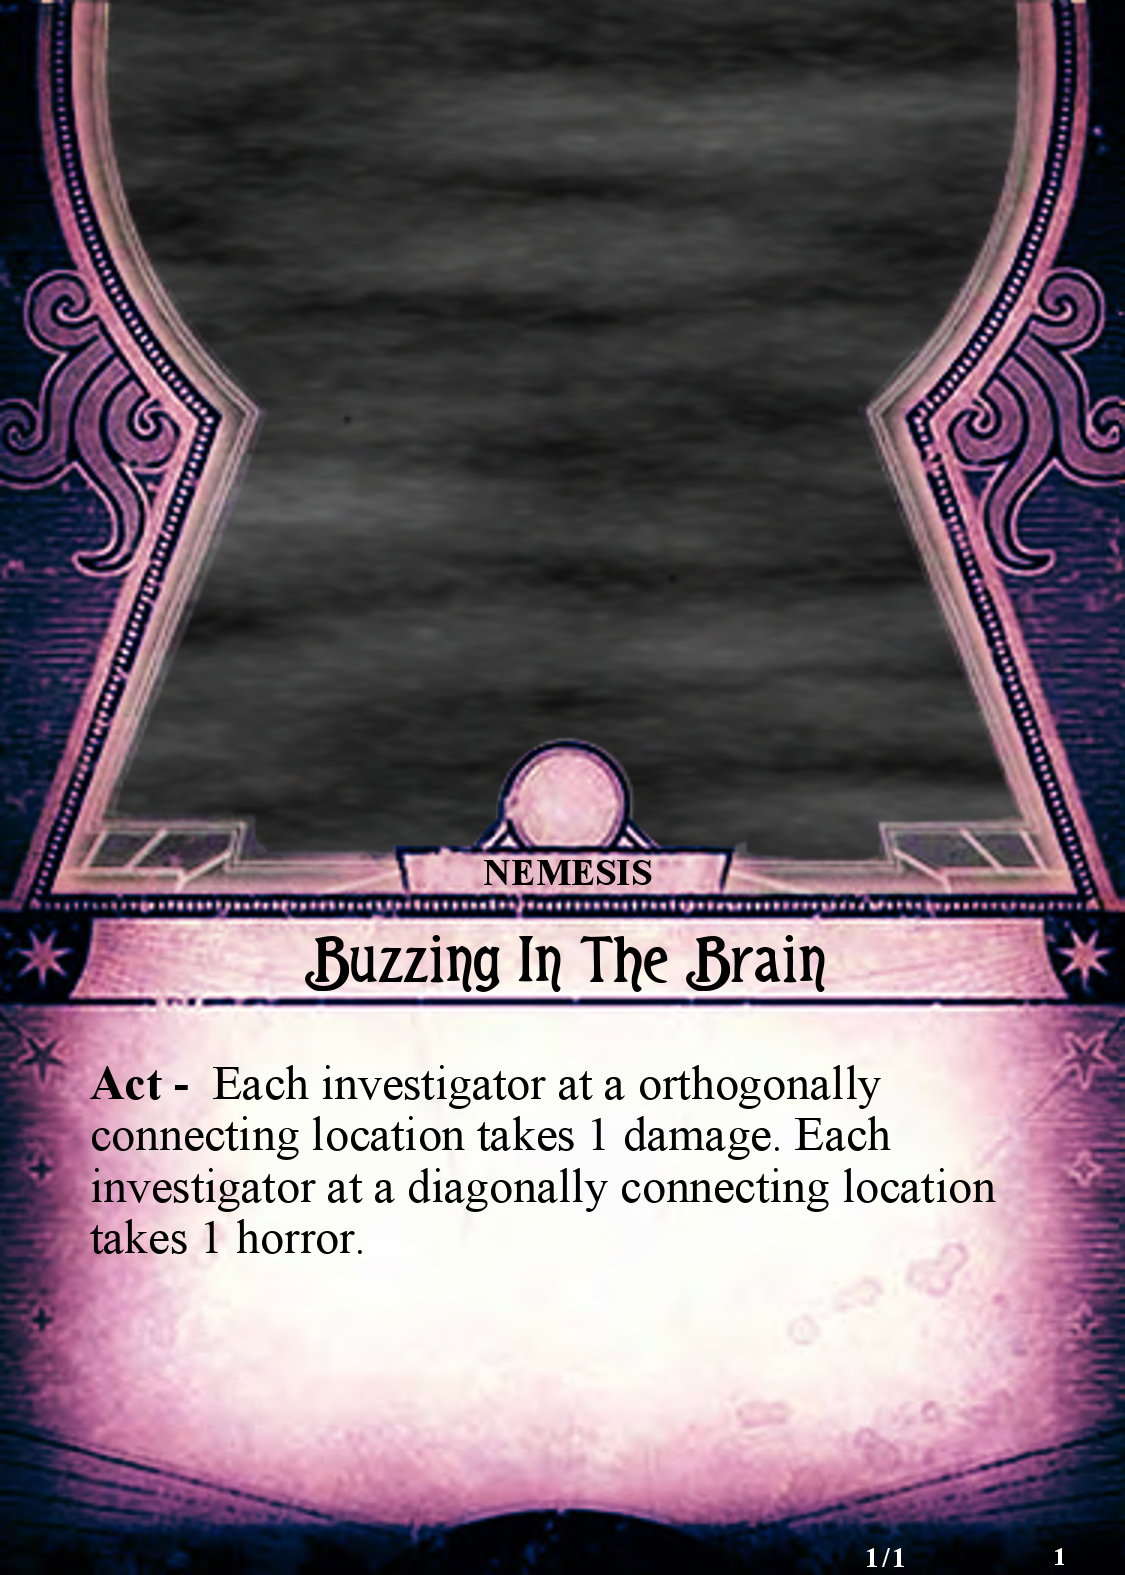 NEMESIS
Buzzing In The Brain
Act - Each investigator at a orthogonally
connecting location takes 1 damage. Each
investigator at a diagonally connecting location
takes 1 horror.
1/1 1